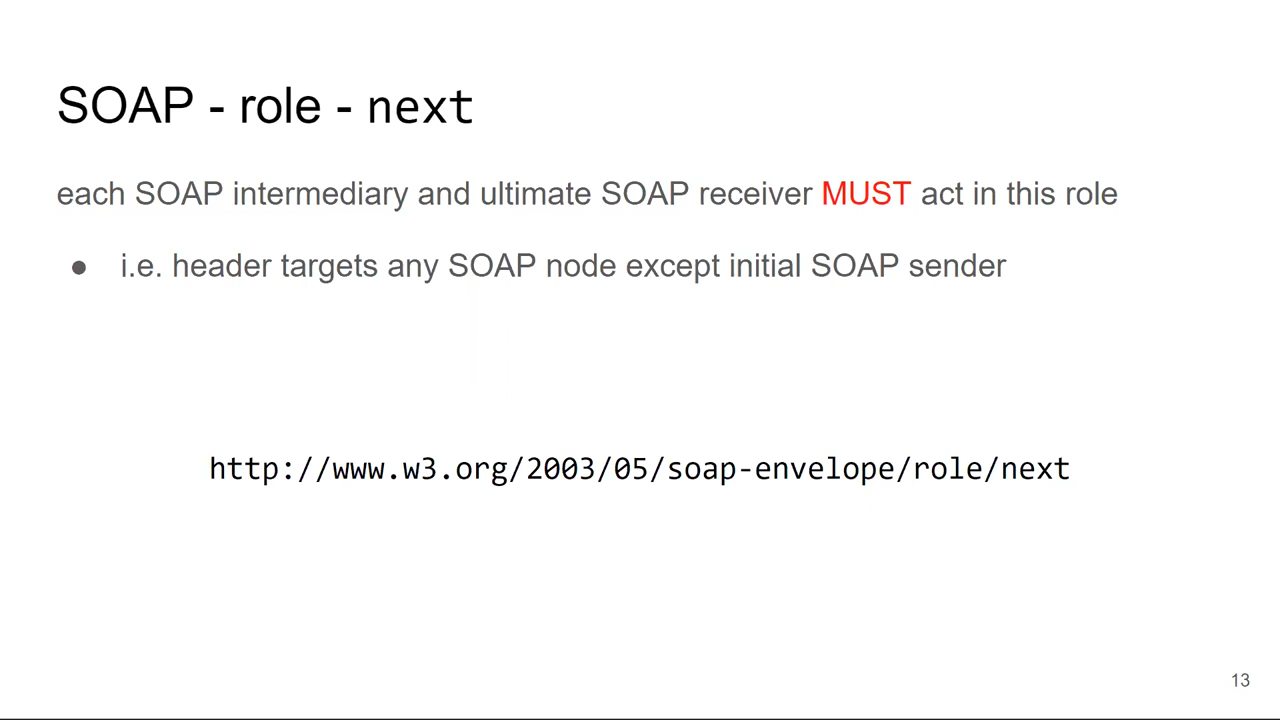 SOAP - role - next
each SOAP intermediary and ultimate SOAP receiver MUST act in this role
● i.e. header targets any SOAP node except initial SOAP sender
http://www.w3.org/2003/05/soap-envelope/role/next
13